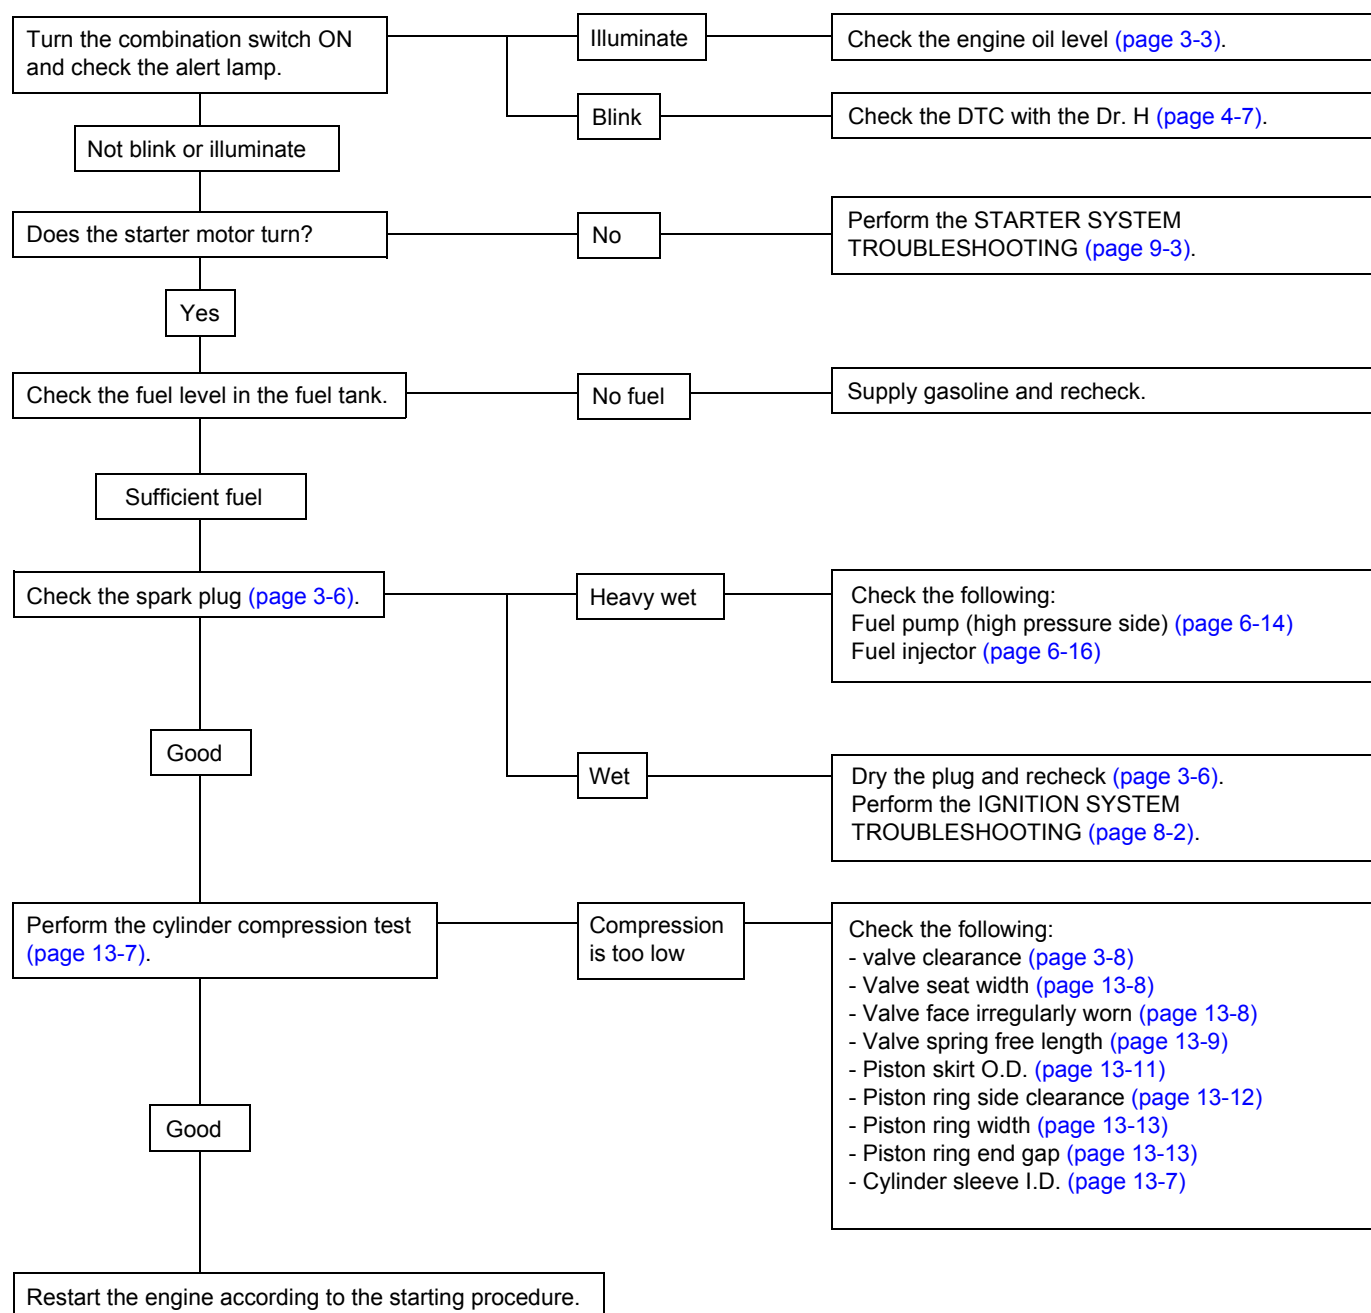 Turn the combination switch ON
and check the alert lamp.
Illuminate
Check the engine oil level (page 3-3).
Blink
Check the DTC with the Dr. H (page 4-7).
Not blink or illuminate
Does the starter motor turn?
No
Perform the STARTER SYSTEM
TROUBLESHOOTING (page 9-3).
Yes
Check the fuel level in the fuel tank.
No fuel
Supply gasoline and recheck.
Sufficient fuel
Check the spark plug (page 3-6).
Heavy wet
Check the following:
Fuel pump (high pressure side) (page 6-14)
Fuel injector (page 6-16)
Good
Wet
Dry the plug and recheck (page 3-6).
Perform the IGNITION SYSTEM
TROUBLESHOOTING (page 8-2).
Perform the cylinder compression test
(page 13-7).
Compression
is too low
Check the following:
- valve clearance (page 3-8)
- Valve seat width (page 13-8)
- Valve face irregularly worn (page 13-8)
- Valve spring free length (page 13-9)
- Piston skirt O.D. (page 13-11)
- Piston ring side clearance (page 13-12)
- Piston ring width (page 13-13)
- Piston ring end gap (page 13-13)
- Cylinder sleeve I.D. (page 13-7)
Good
Restart the engine according to the starting procedure.